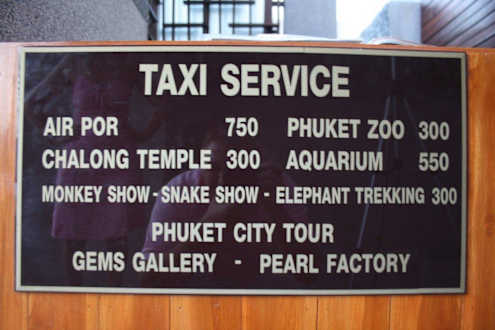 TAXI SERVICE
AIR POR 750 PHUKET ZOO 300
CHALONG TEMPLE 300 AQUARIUM 550
MONKEY SHOW - SNAKE SHOW - ELEPHANT TREKKING 300
PHUKET CITY TOUR
GEMS GALLERY - PEARL FACTORY